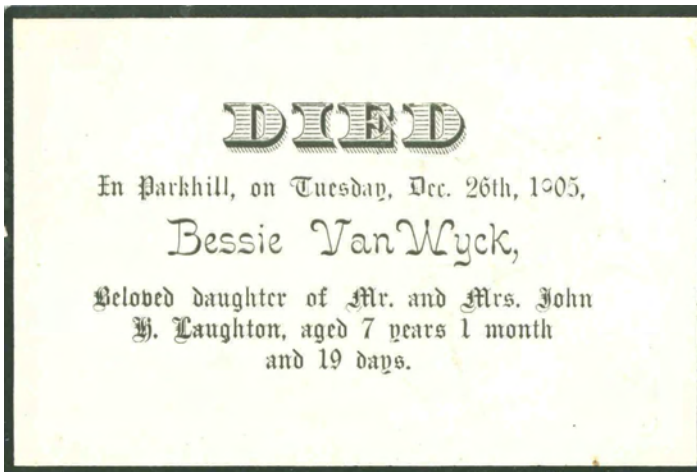 DIED
In Parkhill, on Tuesday, Dec. 26th, 1905,
Bessie VanWyck,
Beloved daughter of Mr. and Mrs. John
H. Laughton, aged 7 years 1 month
and 19 days.